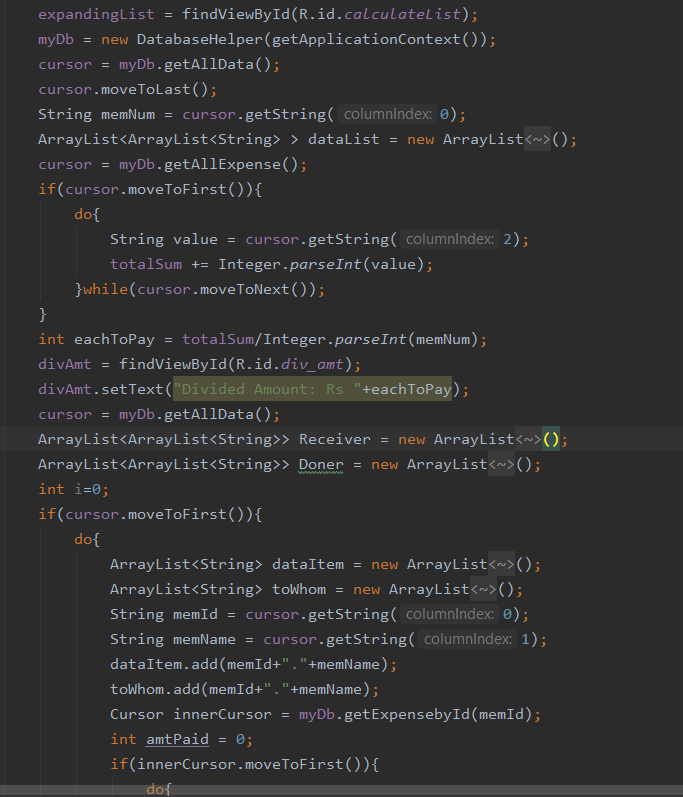 expandingList = findViewById(R.id.calculateList);
myDb = new DatabaseHelper(getApplicationContext());
cursor = myDb.getAllData();
cursor.moveToLast();
String memNum = cursor.getString( columnIndex: 0);
ArrayList<ArrayList<String> > dataList = new ArrayList<~>();
cursor = myDb.getAllExpense();
if(cursor.moveToFirst()){
do{
String value = cursor.getString( columnIndex: 2);
totalSum += Integer.parseInt(value);
}while(cursor.moveToNext());
}
int eachToPay = totalSum/Integer.parseInt(memNum);
divAmt = findViewById(R.id.div_amt);
divAmt.setText("Divided Amount: Rs "+eachToPay);
cursor = myDb.getAllData();
ArrayList<ArrayList<String>> Receiver = new ArrayList<~>();
ArrayList<ArrayList<String>> Doner = new ArrayList<~>();
int i=0;
if(cursor.moveToFirst()){
do{
ArrayList<String> dataItem = new ArrayList<~>();
ArrayList<String> toWhom = new ArrayList<~>();
String memId = cursor.getString( columnIndex: 0);
String memName = cursor.getString( columnIndex: 1);
dataItem.add(memId+"."+memName);
toWhom.add(memId+"."+memName);
Cursor innerCursor = myDb.getExpensebyId(memId);
int amtPaid = 0;
if(innerCursor.moveToFirst()){
do{